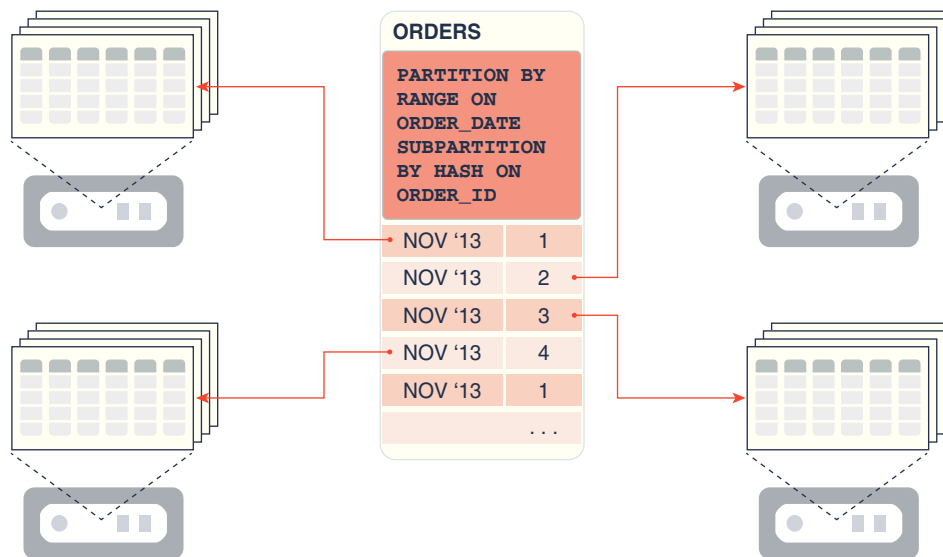 ORDERS
PARTITION BY
RANGE ON
ORDER_DATE
SUBPARTITION
BY HASH ON
ORDER_ID
NOV ‘13 1
NOV ‘13 2
NOV ‘13 3
NOV ‘13 4
NOV ‘13 1
. . .